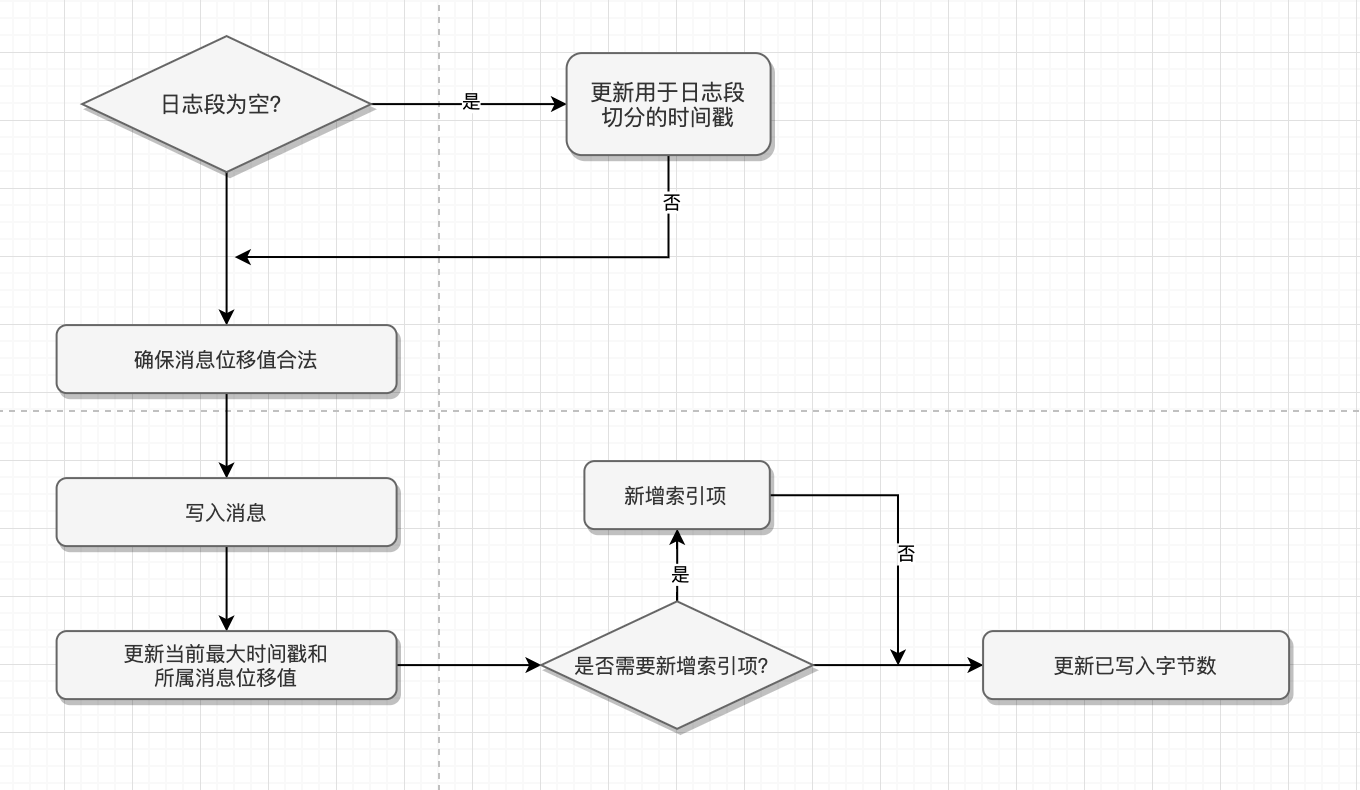 日志段为空?
是
更新用于日志段
切分的时间戳
否
确保消息位移值合法
写入消息
更新当前最大时间戳和
所属消息位移值
新增索引项
是
否
是否需要新增索引项?
更新已写入字节数